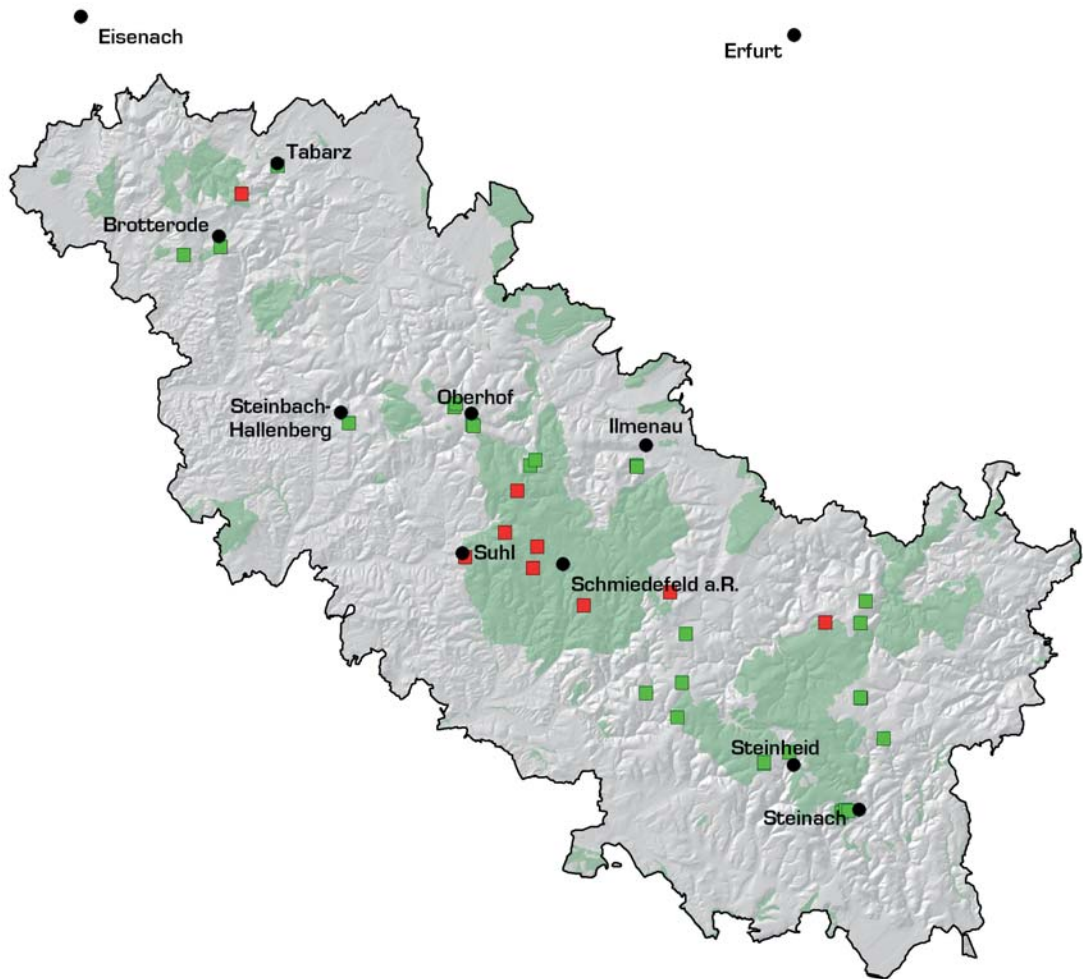 Eisenach
Erfurt
Tabarz
Brotterode
Steinbach-
Hallenberg
Oberhof
Ilmenau
Suhl
Schmiedefeld a.R.
Steinheid
Steinach